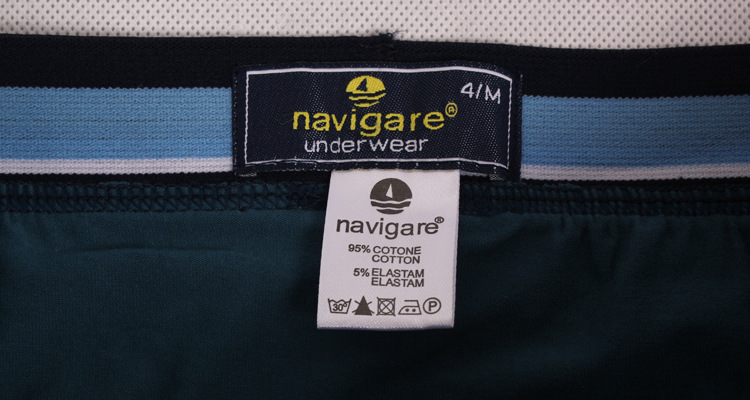 4/M
navigare®
underwear
navigare®
95% COTONE
COTTON
5% ELASTAM
ELASTAM
30° P